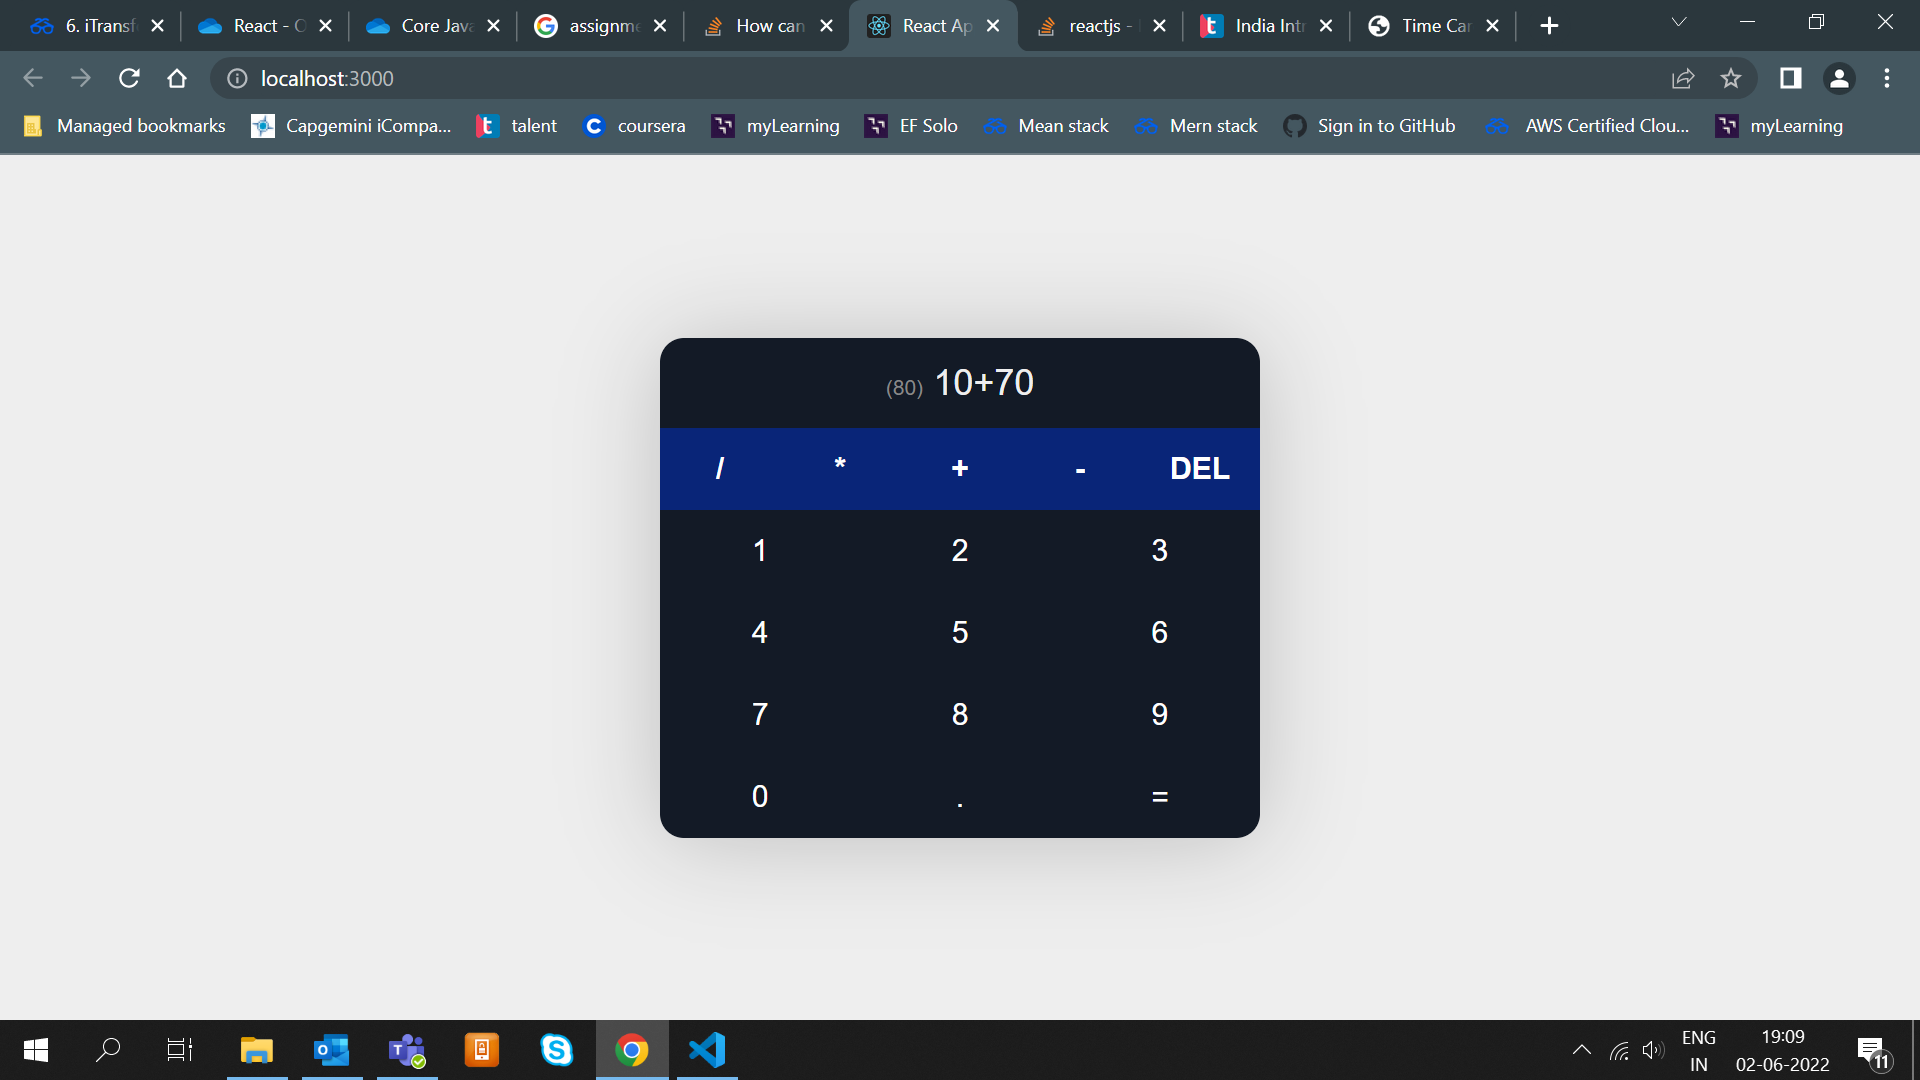 6. iTransf
React - O
Core Java
assignme
How can
React Ap
reactjs -
India Intr
Time Car
localhost:3000
Managed bookmarks
Capgemini iCompa...
talent
coursera
myLearning
EF Solo
Mean stack
Mern stack
Sign in to GitHub
AWS Certified Clou...
myLearning
(80) 10+70
/ * + - DEL
1 2 3
4 5 6
7 8 9
0 . =
ENG
IN
19:09
02-06-2022
11